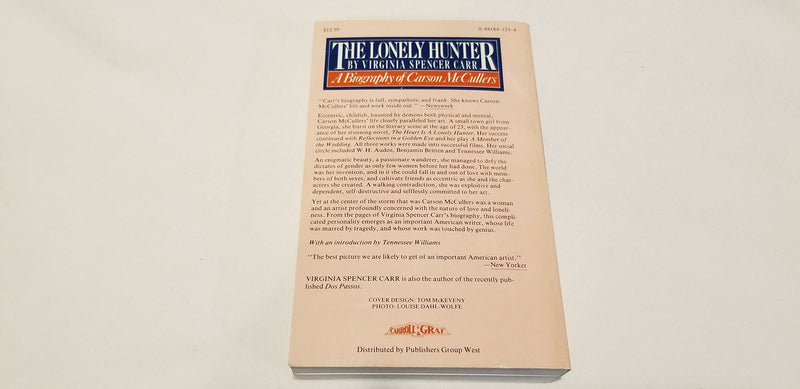 $12.95
0-88184-121-4
THE LONELY HUNTER
BY VIRGINIA SPENCER CARR
A Biography of Carson McCullers
"Carr's biography is full, sympathetic and frank. She knows Carson
McCullers' life and work inside out." —Newsweek
Eccentric, childish, haunted by demons both physical and mental,
Carson McCullers' life closely paralleled her art. A small town girl from
Georgia, she burst on the literary scene at the age of 23, with the appear-
ance of her stunning novel, The Heart Is A Lonely Hunter. Her success
continued with Reflections in a Golden Eye and her play A Member of
the Wedding. All three works were made into successful films. Her social
circle included W.H. Auden, Benjamin Britten and Tennessee Williams.
An enigmatic beauty, a passionate wanderer, she managed to defy the
dictates of gender as only few women before her had done. The world
was her invention, and in it she could fall in and out of love with mem-
bers of both sexes, and cultivate friends as eccentric as she and the char-
acters she created. A walking contradiction, she was exploitive and
dependent, self-destructive and selflessly committed to her art.
Yet at the center of the storm that was Carson McCullers was a woman
and an artist profoundly concerned with the nature of love and loneli-
ness. From the pages of Virginia Spencer Carr's biography, this compli-
cated personality emerges as an important American writer, whose life
was marred by tragedy, and whose work was touched by genius.
With an introduction by Tennessee Williams
"The best picture we are likely to get of an important American artist."
—New Yorker
VIRGINIA SPENCER CARR is also the author of the recently pub-
lished Dos Passos.
COVER DESIGN: TOM McKEVENY
PHOTO: LOUISE DAHL-WOLFE
CARROLL & GRAF
Distributed by Publishers Group West